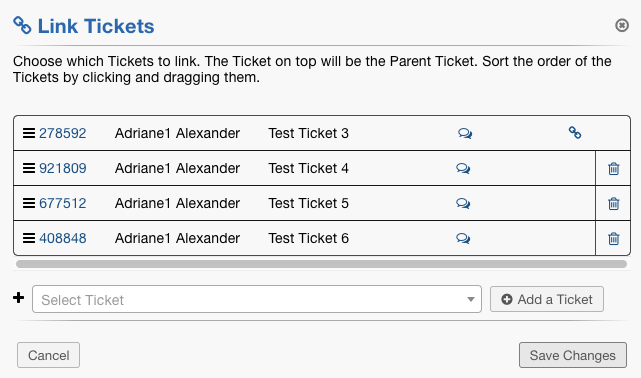 Link Tickets
Choose which Tickets to link. The Ticket on top will be the Parent Ticket. Sort the order of the
Tickets by clicking and dragging them.
278592 Adriane1 Alexander Test Ticket 3
921809 Adriane1 Alexander Test Ticket 4
677512 Adriane1 Alexander Test Ticket 5
408848 Adriane1 Alexander Test Ticket 6
Select Ticket Add a Ticket
Cancel Save Changes